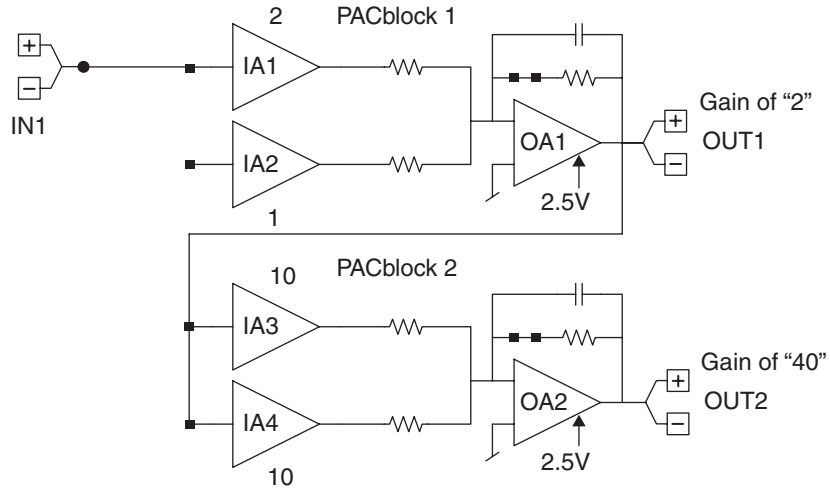 2
PACblock 1
+
−
IN1
IA1
IA2
1
OA1
2.5V
Gain of “2”
+
OUT1
−
10
PACblock 2
IA3
IA4
10
OA2
2.5V
Gain of “40”
+
OUT2
−